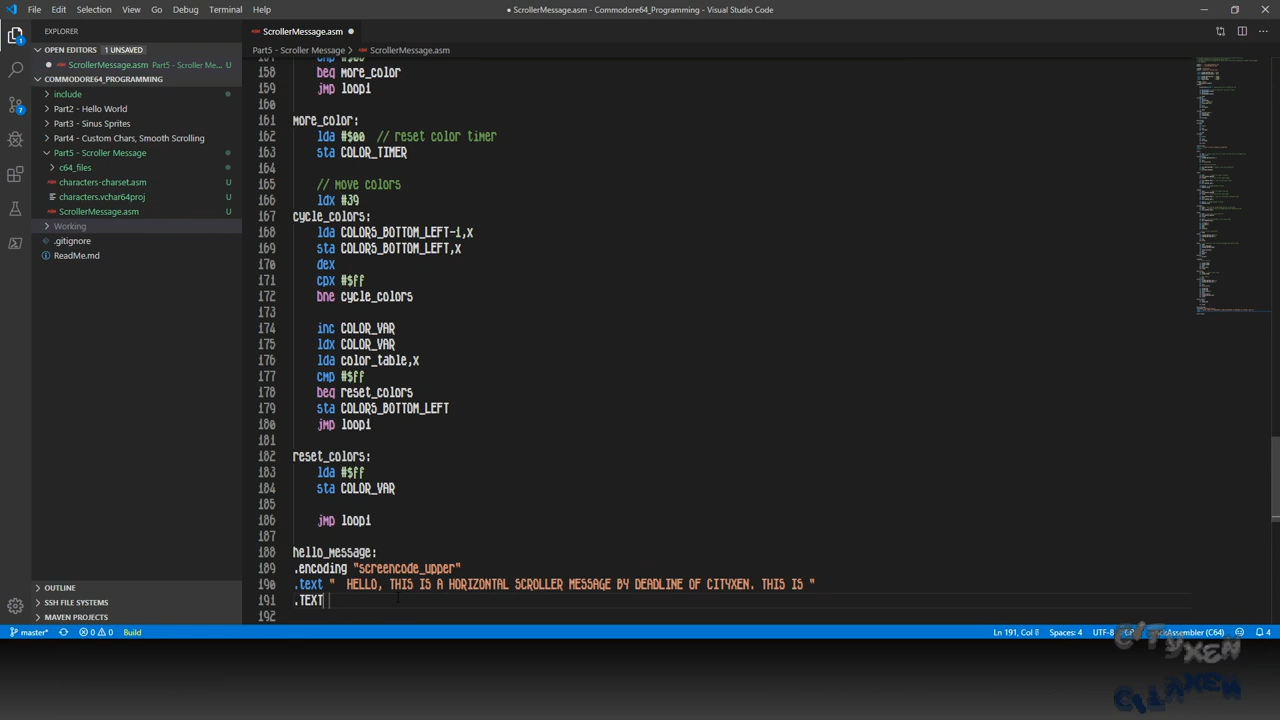 File Edit Selection View Go Debug Terminal Help
● ScrollerMessage.asm - Commodore64_Programming - Visual Studio Code
EXPLORER
OPEN EDITORS 1 UNSAVED
ScrollerMessage.asm Part5 - Scroller Me... U
COMMODORE64_PROGRAMMING
include
Part2 - Hello World
Part3 - Sinus Sprites
Part4 - Custom Chars, Smooth Scrolling
Part5 - Scroller Message
c64_files
characters-charset.asm U
characters.vchar64proj U
ScrollerMessage.asm U
Working
.gitignore
ReadMe.md
OUTLINE
SSH FILE SYSTEMS
MAVEN PROJECTS
1
7
ScrollerMessage.asm
Part5 - Scroller Message > ScrollerMessage.asm
158 beq more_color
159 jmp loop1
160
161 more_color:
162 lda #$00 // reset color timer
163 sta COLOR_TIMER
164
165 // move colors
166 ldx #39
167 cycle_colors:
168 lda COLORS_BOTTOM_LEFT-1,x
169 sta COLORS_BOTTOM_LEFT,x
170 dex
171 cpx #$ff
172 bne cycle_colors
173
174 inc COLOR_VAR
175 ldx COLOR_VAR
176 lda color_table,x
177 cmp #$ff
178 beq reset_colors
179 sta COLORS_BOTTOM_LEFT
180 jmp loop1
181
182 reset_colors:
183 lda #$ff
184 sta COLOR_VAR
185
186 jmp loop1
187
188 hello_message:
189 .encoding "screencode_upper"
190 .text "  HELLO, THIS IS A HORIZONTAL SCROLLER MESSAGE BY DEADLINE OF CITYXEN. THIS IS "
191 .TEXT
192
master* 0 0 Build
Ln 191, Col 8 Spaces: 4 UTF-8 (C64) 4
CITYXEN